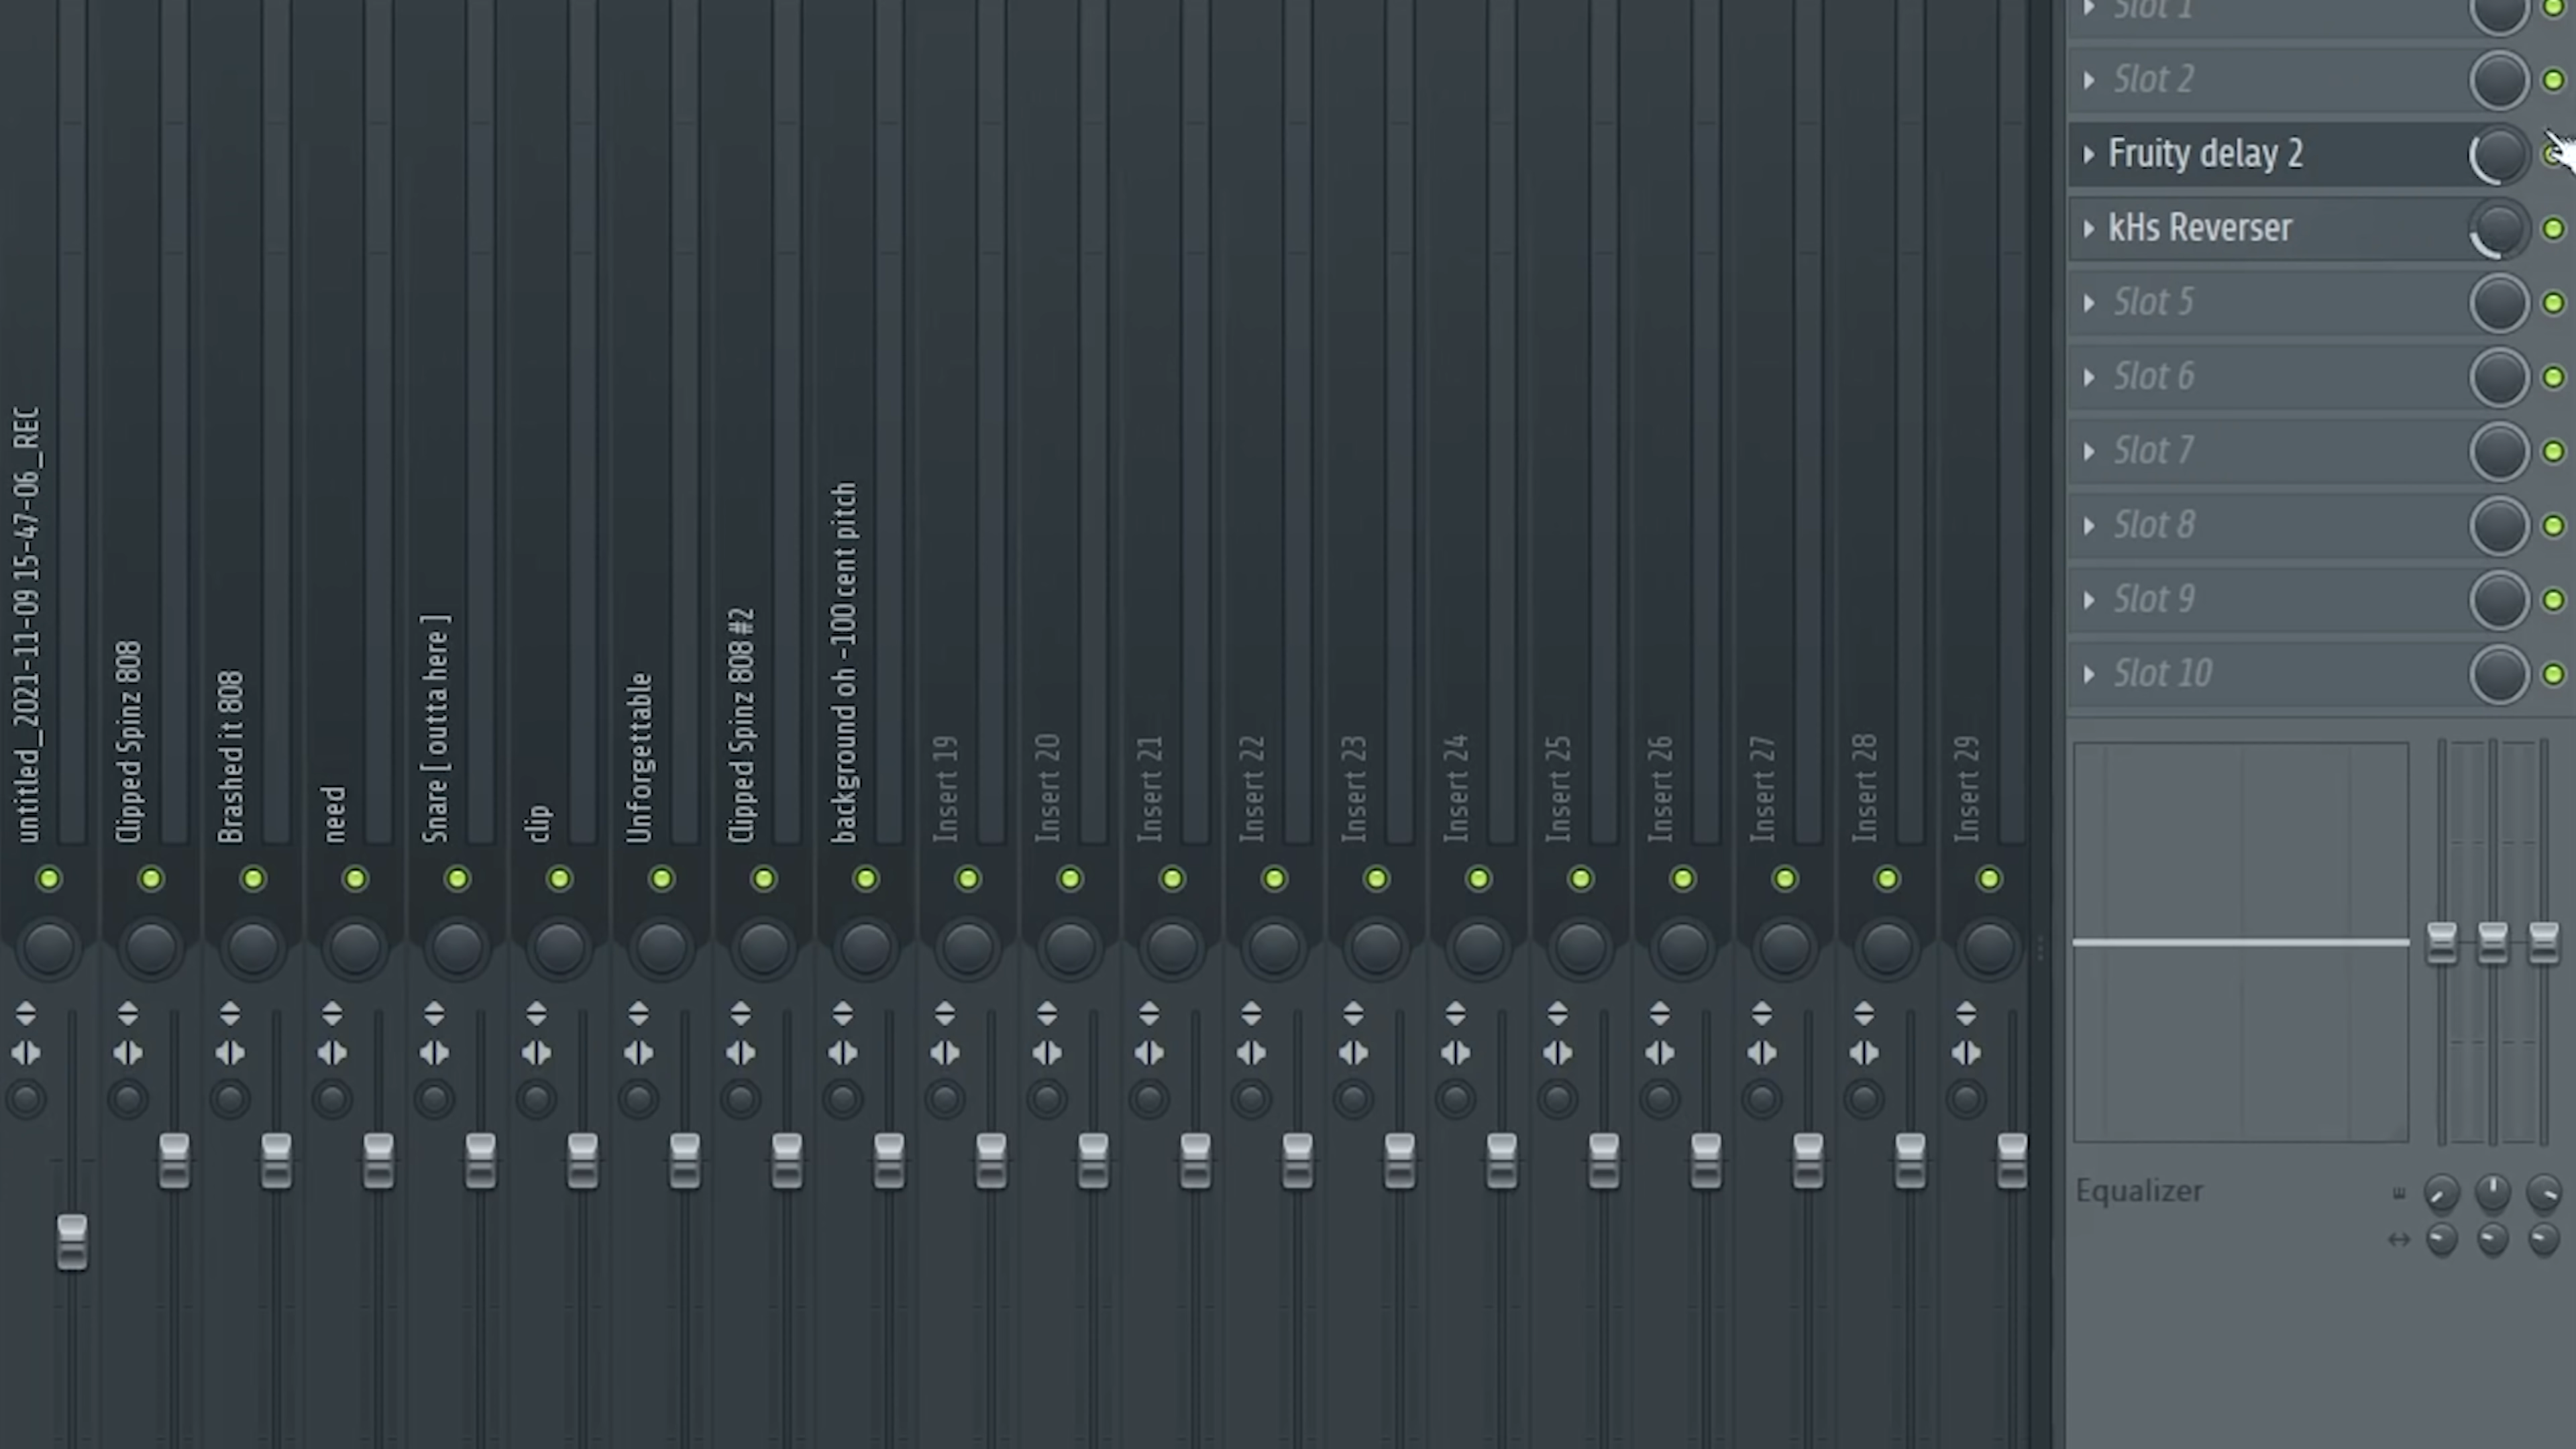 untitled_2021-11-09 15-47-06_REC
Clipped Spinz 808
Brashed it 808
need
Snare [ outta here ]
clip
Unforgettable
Clipped Spinz 808 #2
background oh -100 cent pitch
Insert 19
Insert 20
Insert 21
Insert 22
Insert 23
Insert 24
Insert 25
Insert 26
Insert 27
Insert 28
Insert 29
Slot 1
Slot 2
Fruity delay 2
kHs Reverser
Slot 5
Slot 6
Slot 7
Slot 8
Slot 9
Slot 10
Equalizer